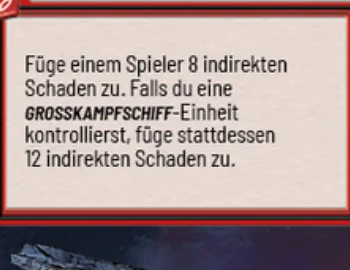 Füge einem Spieler 8 indirekten
Schaden zu. Falls du eine
GROSSKAMPFSCHIFF-Einheit
kontrollierst, füge stattdessen
12 indirekten Schaden zu.